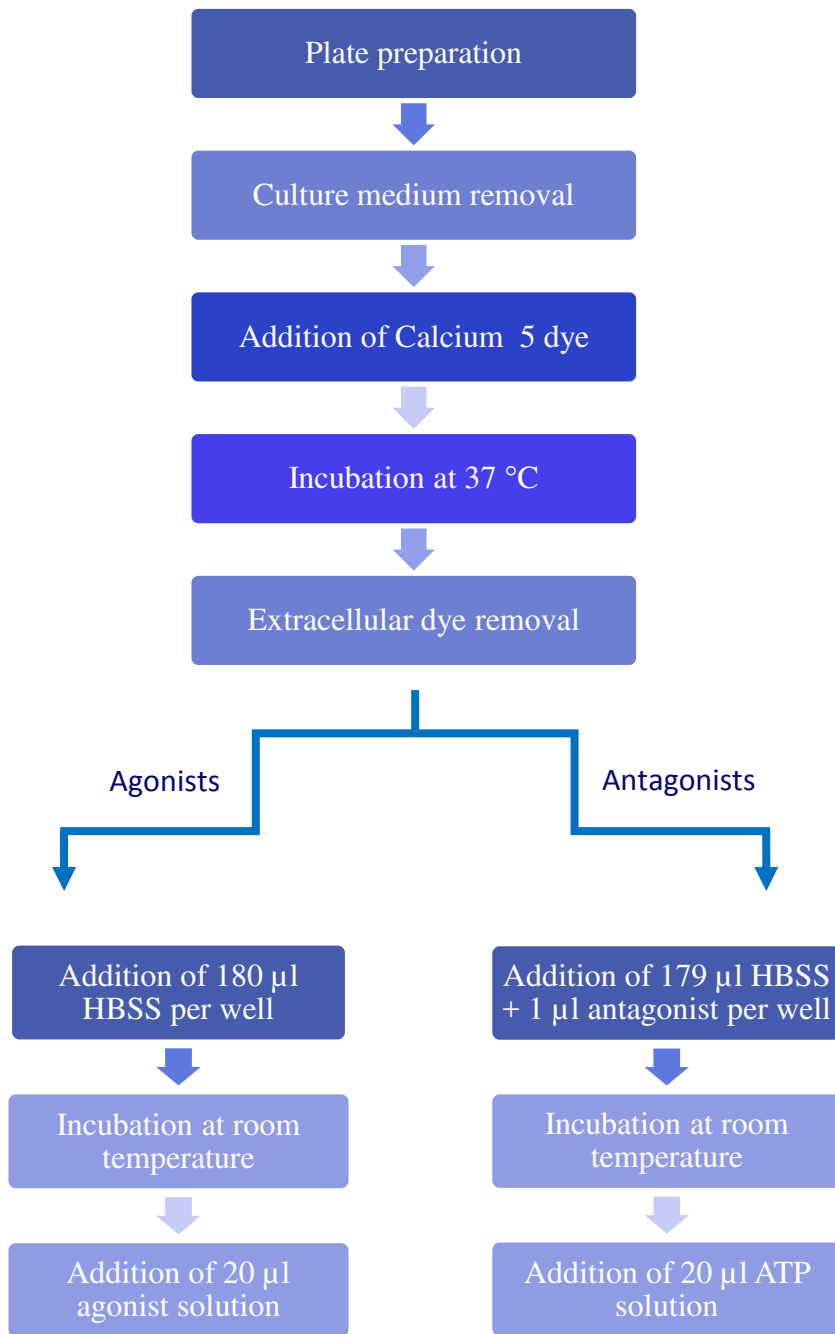 Plate preparation
Culture medium removal
Addition of Calcium  5 dye
Incubation at 37 °C
Extracellular dye removal
Agonists
Antagonists
Addition of 180 µl
HBSS per well
Addition of 179 µl HBSS
+ 1 µl antagonist per well
Incubation at room
temperature
Incubation at room
temperature
Addition of 20 µl
agonist solution
Addition of 20 µl ATP
solution